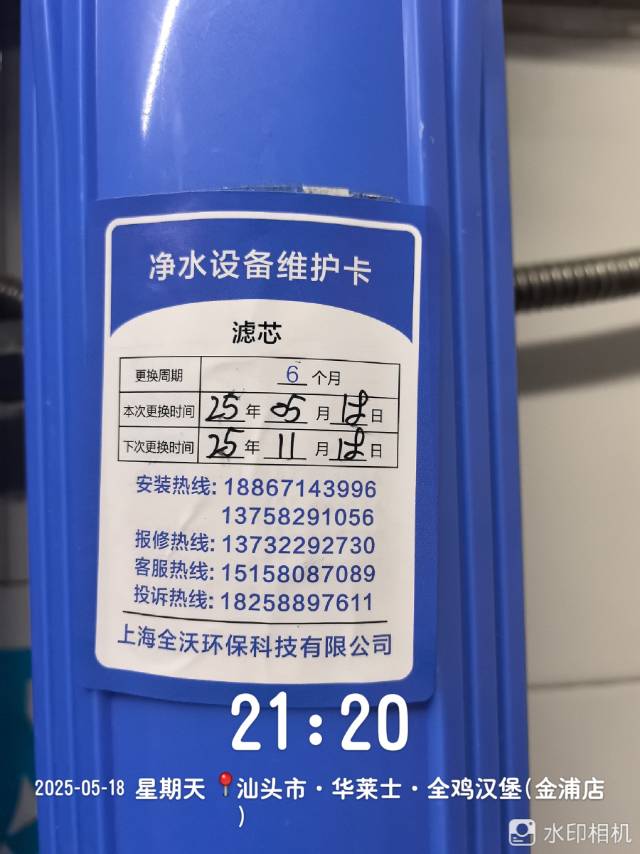 净水设备维护卡
滤芯
更换周期 6 个月
本次更换时间 25 年 05 月 18 日
下次更换时间 25 年 11 月 18 日
安装热线: 18867143996
13758291056
报修热线: 13732292730
客服热线: 15158087089
投诉热线: 18258897611
上海全沃环保科技有限公司
21:20
2025-05-18 星期天 📍汕头市·华莱士·全鸡汉堡(金浦店
)
水印相机